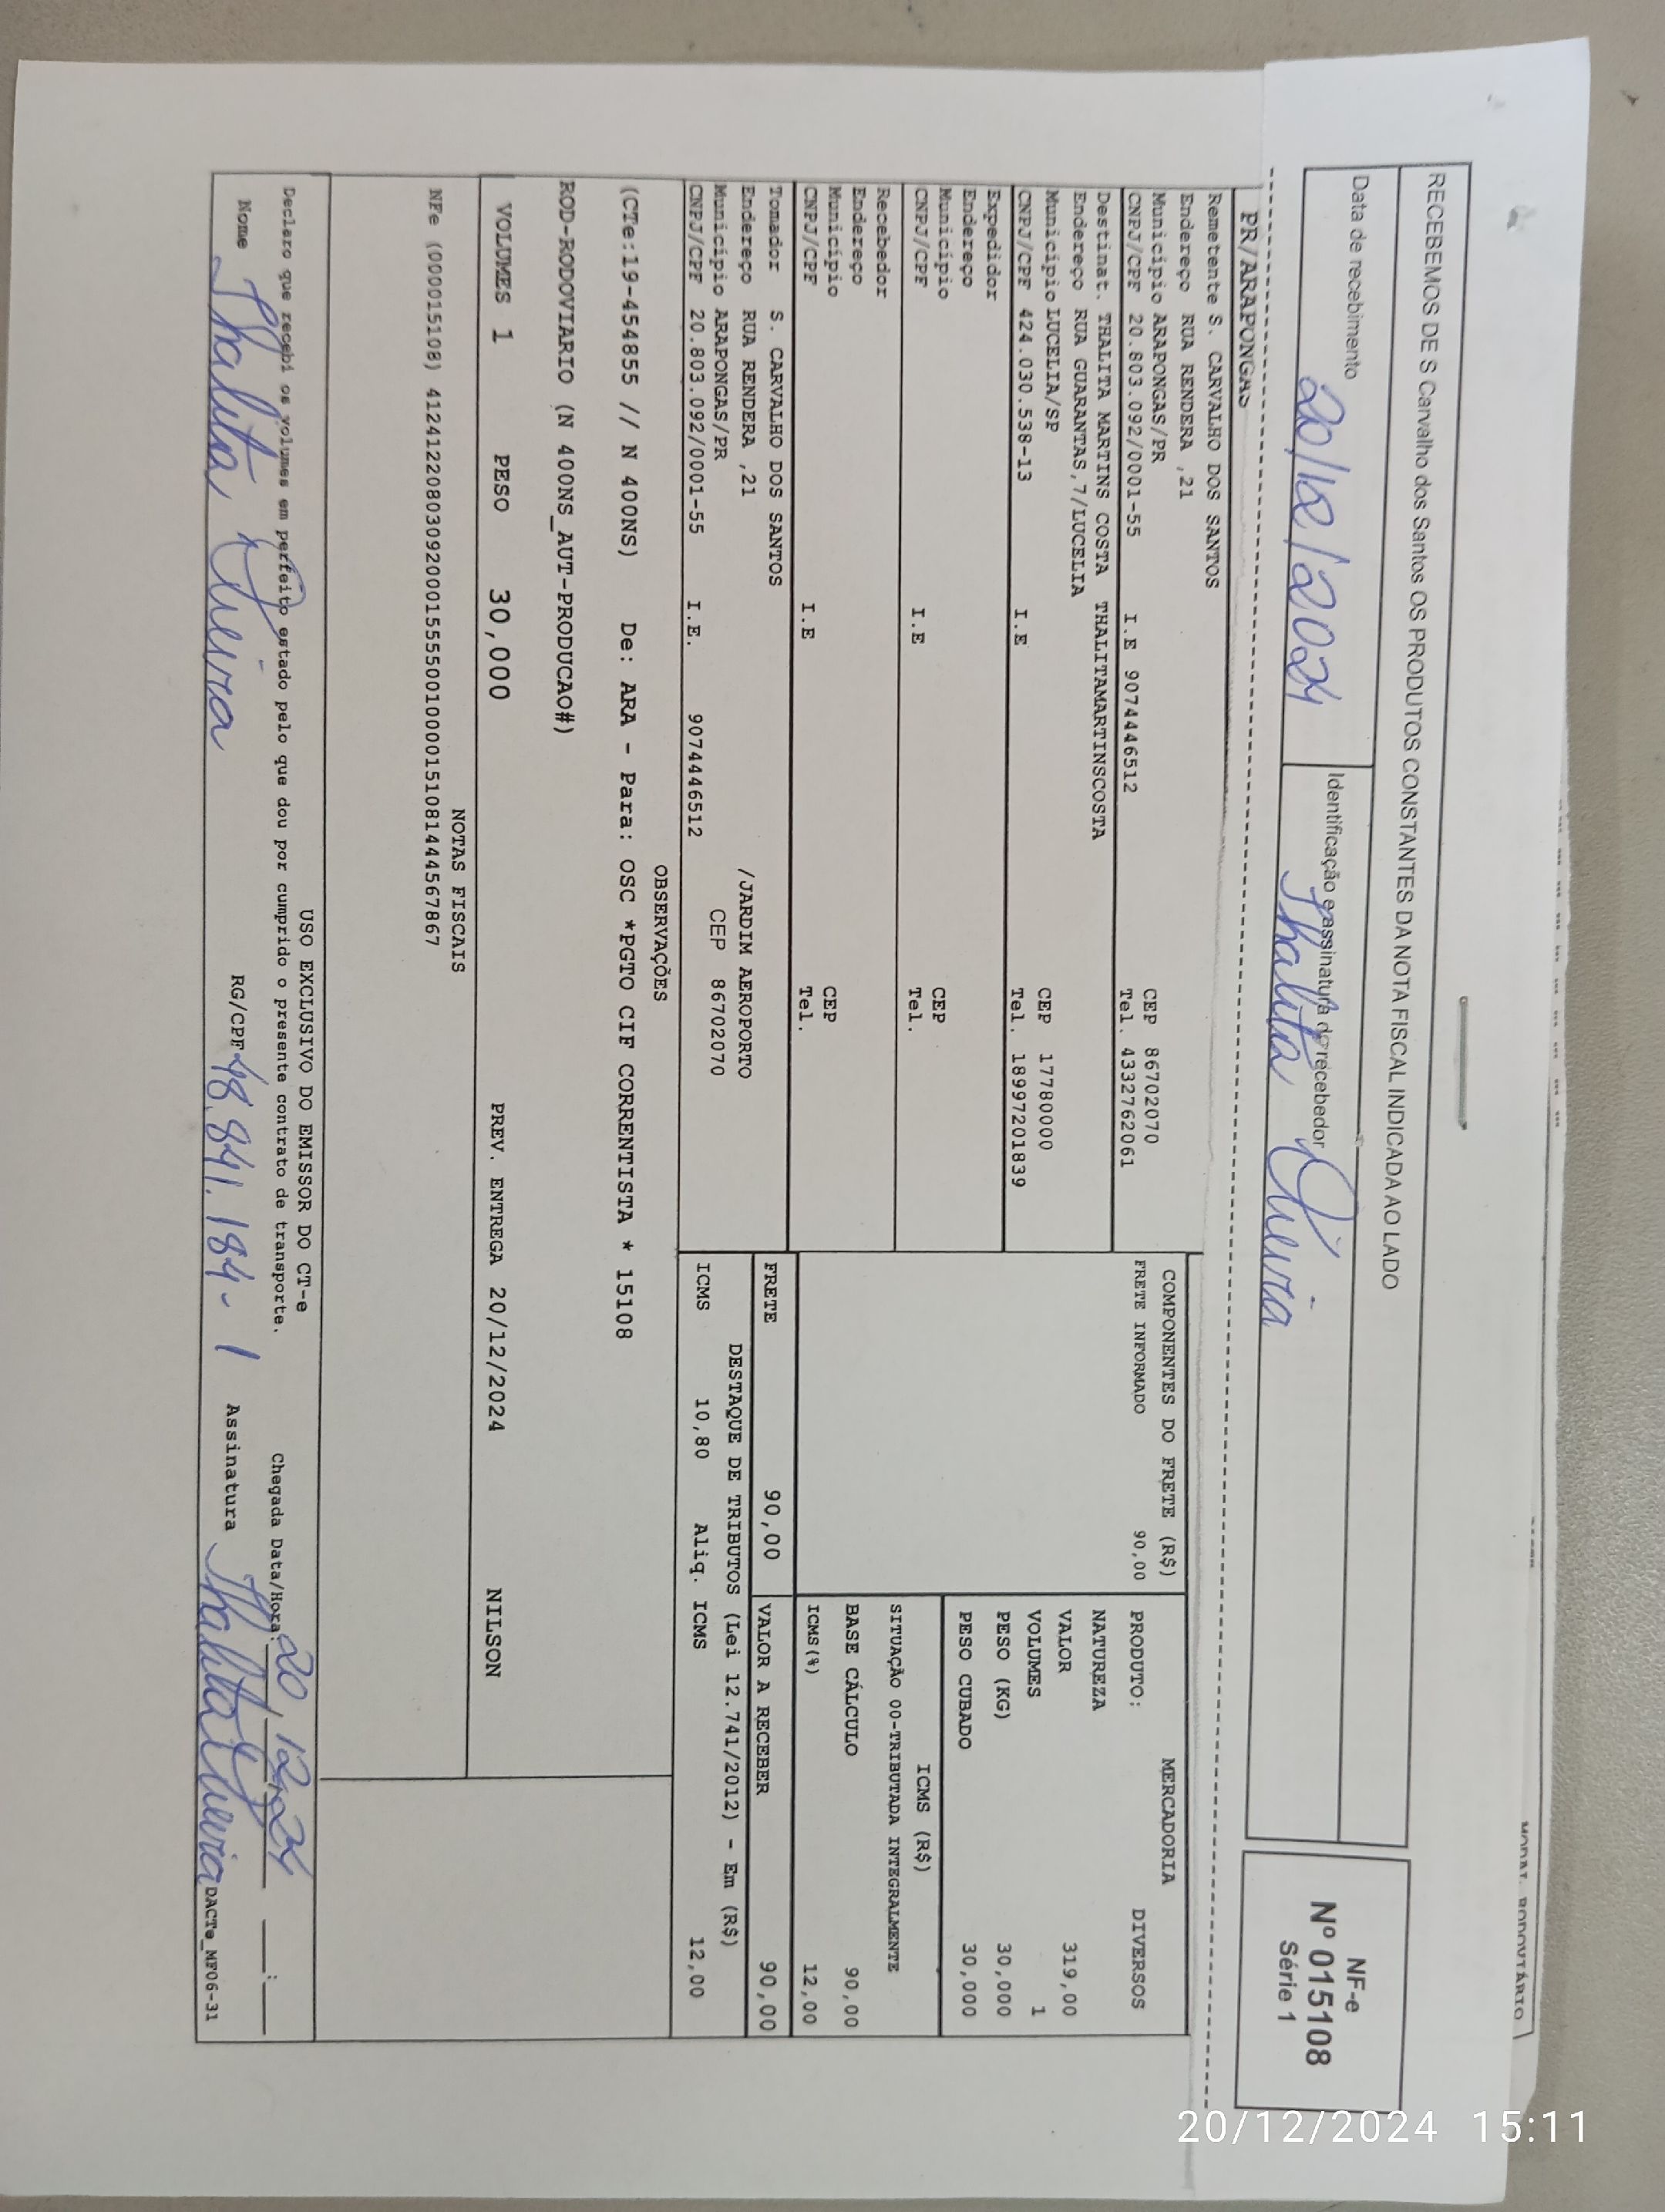 RECEBEMOS DE S Carvalho dos Santos OS PRODUTOS CONSTANTES DA NOTA FISCAL INDICADA AO LADO
Data de recebimento
20/12/2024
Identificação e assinatura do recebedor
Thalita
NF-e
Nº 015108
Série 1
PR/ARAPONGAS
Remetente S. CARVALHO DOS SANTOS
Endereço RUA RENDERA ,21
Município ARAPONGAS/PR CEP 86702070
CNPJ/CPF 20.803.092/0001-55 I.E 9074446512 Tel. 4332762061
Destinat. THALITA MARTINS COSTA THALITAMARTINSCOSTA
Endereço RUA GUARANTAS,7/LUCELIA
Município LUCELIA/SP CEP 17780000
CNPJ/CPF 424.030.538-13 I.E Tel. 18997201839
Expedidor
Endereço
Município CEP
CNPJ/CPF I.E Tel.
Recebedor
Endereço
Município CEP
CNPJ/CPF I.E Tel.
Tomador S. CARVALHO DOS SANTOS
Endereço RUA RENDERA ,21 /JARDIM AEROPORTO
Município ARAPONGAS/PR CEP 86702070
CNPJ/CPF 20.803.092/0001-55 I.E. 9074446512
COMPONENTES DO FRETE (R$)
FRETE INFORMADO 90,00
MERCADORIA
PRODUTO: DIVERSOS
NATUREZA
VALOR 319,00
VOLUMES 1
PESO (KG) 30,000
PESO CUBADO 30,000
ICMS (R$)
SITUAÇÃO 00-TRIBUTADA INTEGRALMENTE
BASE CÁLCULO 90,00
ICMS(%) 12,00
FRETE 90,00 VALOR A RECEBER 90,00
DESTAQUE DE TRIBUTOS (Lei 12.741/2012) - Em (R$)
ICMS 10,80 Aliq. ICMS 12,00
OBSERVAÇÕES
(CTe:19-454855 // N 400NS) De: ARA - Para: OSC *PGTO CIF CORRENTISTA * 15108
ROD-RODOVIARIO (N 400NS_AUT-PRODUCAO#)
VOLUMES 1 PESO 30,000 PREV. ENTREGA 20/12/2024 NILSON
NOTAS FISCAIS
NFe (000015108) 41241220803092000155550010000151081444567867
USO EXCLUSIVO DO EMISSOR DO CT-e
Declaro que recebi os volumes em perfeito estado pelo que dou por cumprido o presente contrato de transporte. Chegada Data/Hora: 20/12/24 __:__
Nome Thalita RG/CPF 48.841.184-1 Assinatura Thalita DACTe_MF06-31
MODAL RODOVIÁRIO
20/12/2024 15:11